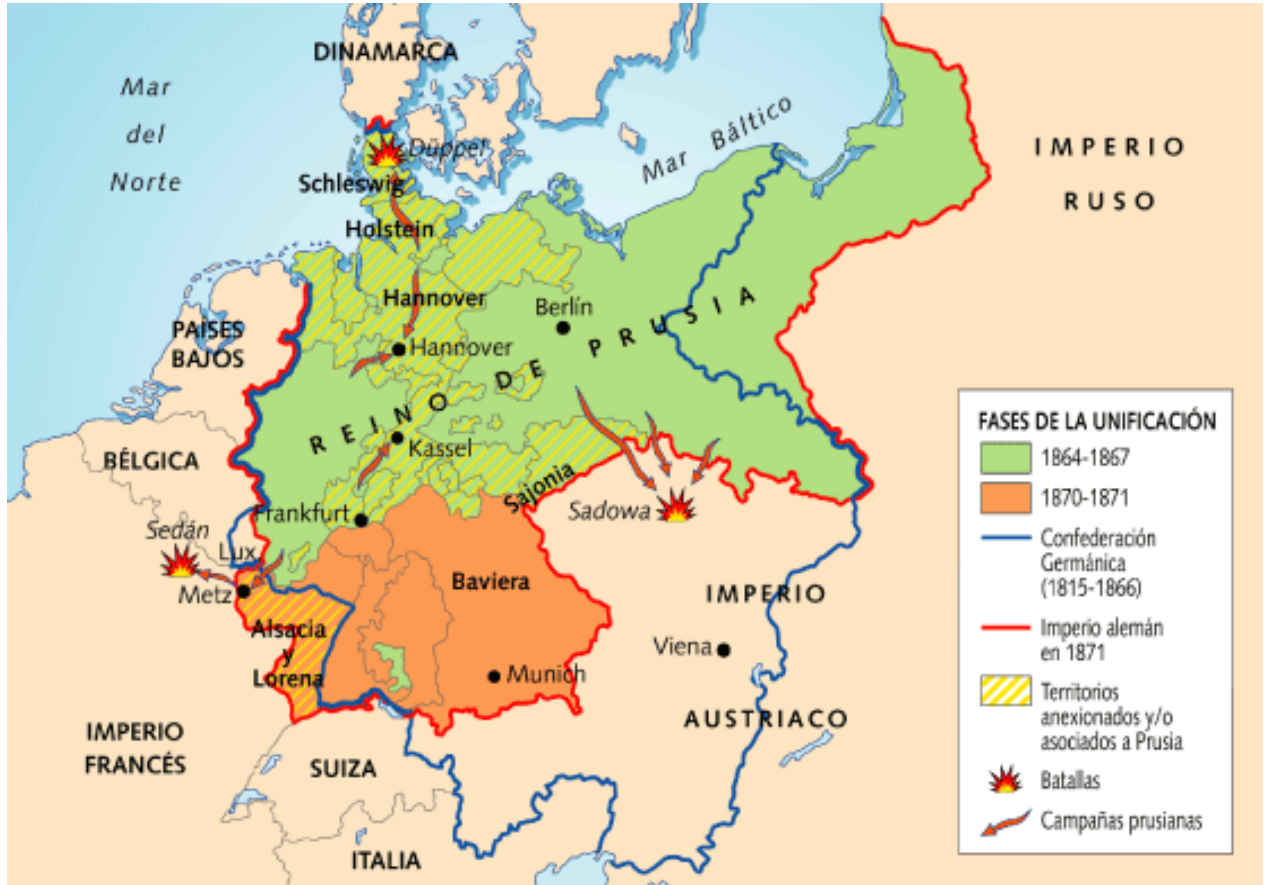 DINAMARCA
Mar
del
Norte
Mar Báltico
IMPERIO
RUSO
Düppel
Schleswig
Holstein
Hannover
Berlín
PAÍSES
BAJOS
Hannover
REINO DE PRUSIA
Kassel
BÉLGICA
Sajonia
Sadowa
Frankfurt
Sedán
Lux.
Metz
Baviera
IMPERIO
Alsacia
y
Lorena
Viena
Munich
AUSTRIACO
IMPERIO
FRANCÉS
SUIZA
ITALIA
FASES DE LA UNIFICACIÓN
1864-1867
1870-1871
Confederación
Germánica
(1815-1866)
Imperio alemán
en 1871
Territorios
anexionados y/o
asociados a Prusia
Batallas
Campañas prusianas